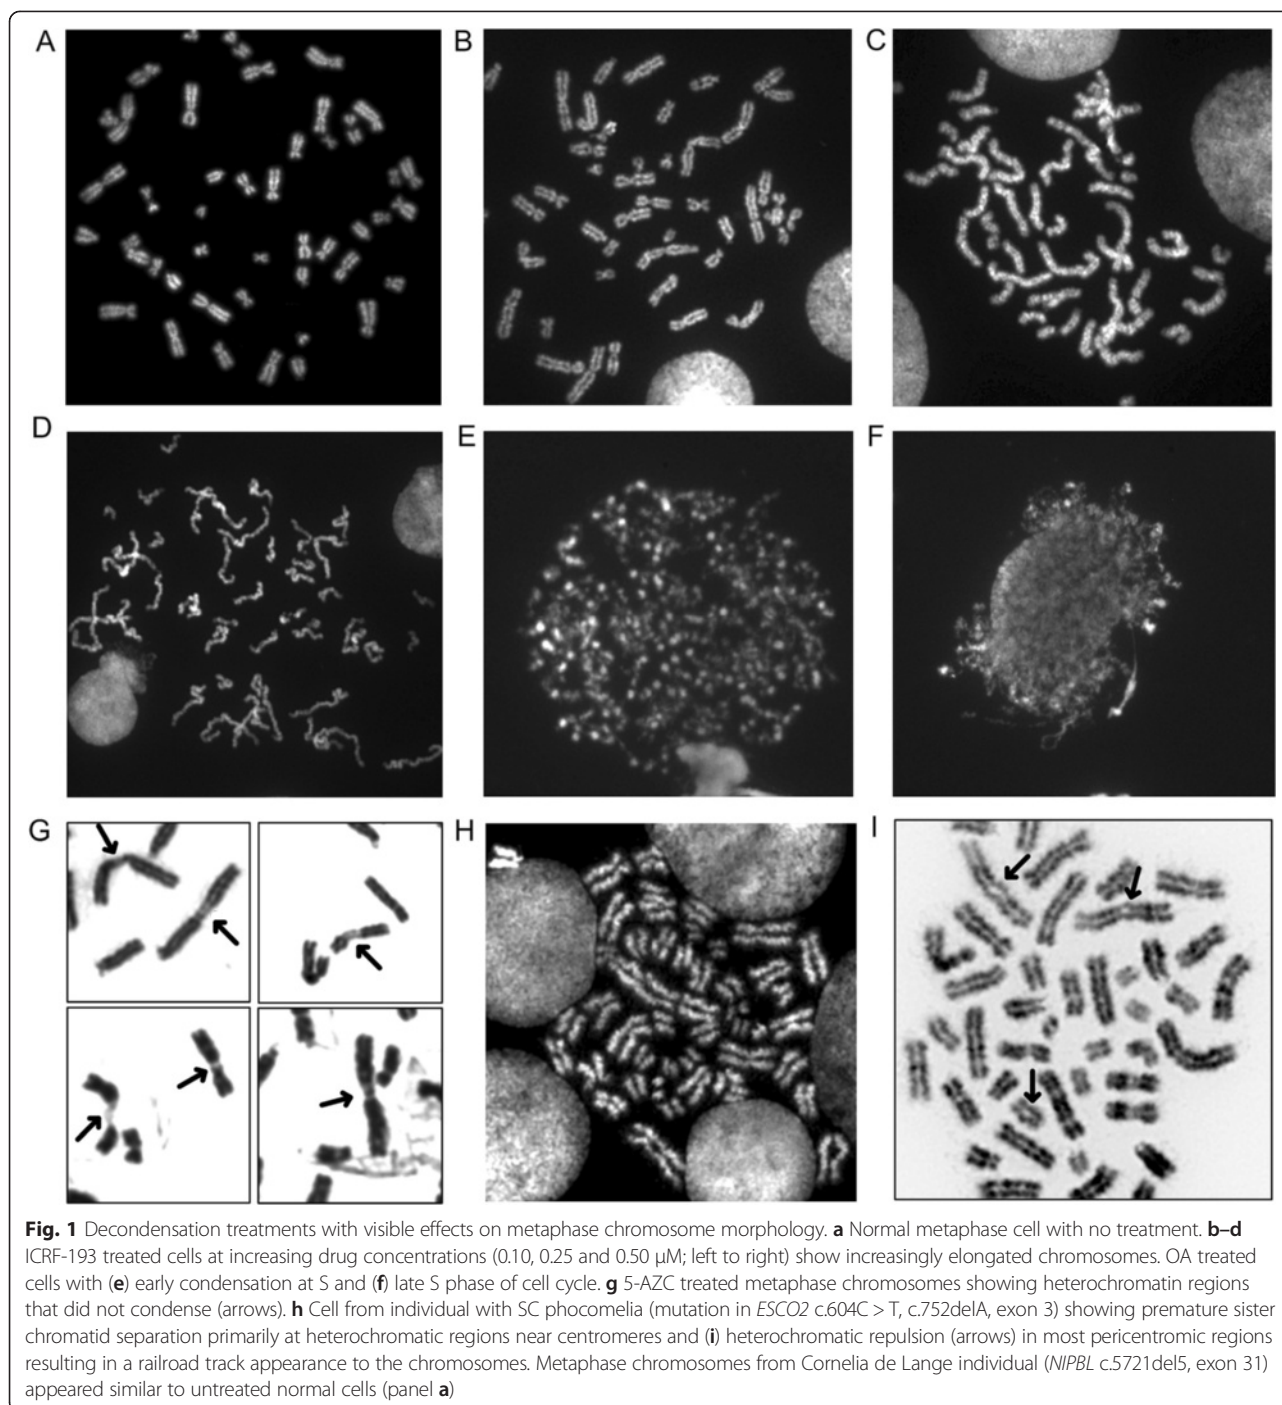 A
B
C
D
E
F
G
H
I
Fig. 1 Decondensation treatments with visible effects on metaphase chromosome morphology. a Normal metaphase cell with no treatment. b–d
ICRF-193 treated cells at increasing drug concentrations (0.10, 0.25 and 0.50 μM; left to right) show increasingly elongated chromosomes. OA treated
cells with (e) early condensation at S and (f) late S phase of cell cycle. g 5-AZC treated metaphase chromosomes showing heterochromatin regions
that did not condense (arrows). h Cell from individual with SC phocomelia (mutation in ESCO2 c.604C > T, c.752delA, exon 3) showing premature sister
chromatid separation primarily at heterochromatic regions near centromeres and (i) heterochromatic repulsion (arrows) in most pericentromic regions
resulting in a railroad track appearance to the chromosomes. Metaphase chromosomes from Cornelia de Lange individual (NIPBL c.5721del5, exon 31)
appeared similar to untreated normal cells (panel a)